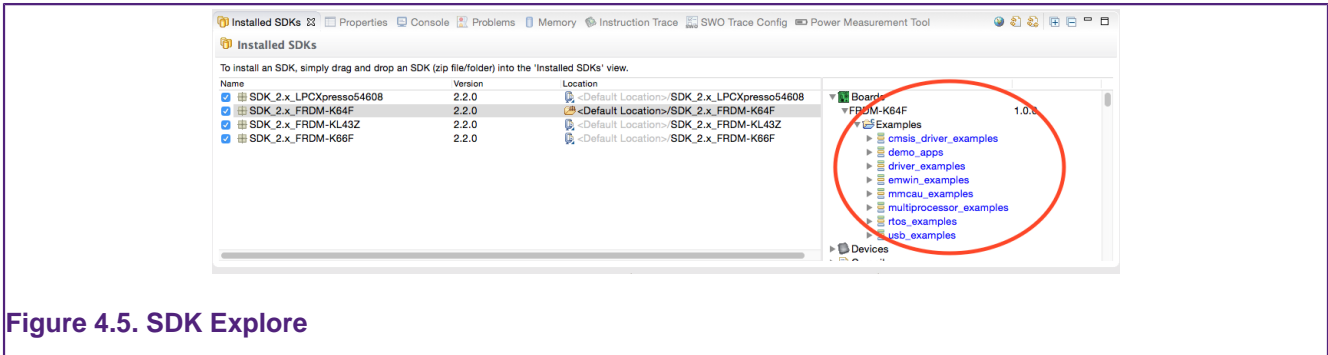 Installed SDKs Properties Console Problems Memory Instruction Trace SWO Trace Config Power Measurement Tool
Installed SDKs
To install an SDK, simply drag and drop an SDK (zip file/folder) into the 'Installed SDKs' view.
Name Version Location
SDK_2.x_LPCXpresso54608 2.2.0 <Default Location>/SDK_2.x_LPCXpresso54608
SDK_2.x_FRDM-K64F 2.2.0 <Default Location>/SDK_2.x_FRDM-K64F
SDK_2.x_FRDM-KL43Z 2.2.0 <Default Location>/SDK_2.x_FRDM-KL43Z
SDK_2.x_FRDM-K66F 2.2.0 <Default Location>/SDK_2.x_FRDM-K66F
Boards
FRDM-K64F 1.0.0
Examples
cmsis_driver_examples
demo_apps
driver_examples
emwin_examples
mmcau_examples
multiprocessor_examples
rtos_examples
usb_examples
Devices
Figure 4.5. SDK Explore